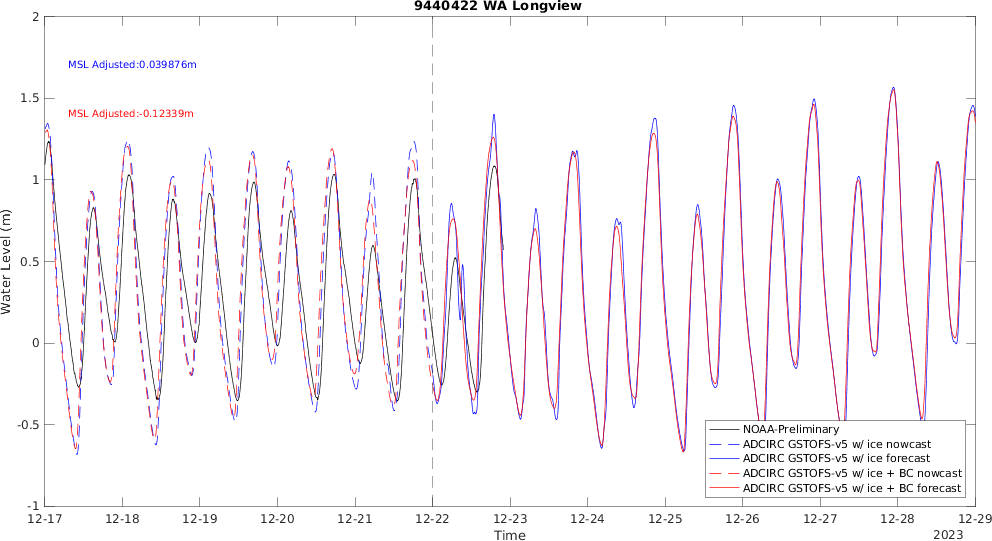 9440422 WA Longview
MSL Adjusted:0.039876m
MSL Adjusted:-0.12339m
Water Level (m)
2
1.5
1
0.5
0
-0.5
-1
NOAA-Preliminary
ADCIRC GSTOFS-v5 w/ ice nowcast
ADCIRC GSTOFS-v5 w/ ice forecast
ADCIRC GSTOFS-v5 w/ ice + BC nowcast
ADCIRC GSTOFS-v5 w/ ice + BC forecast
12-17 12-18 12-19 12-20 12-21 12-22 12-23 12-24 12-25 12-26 12-27 12-28 12-29
Time
2023